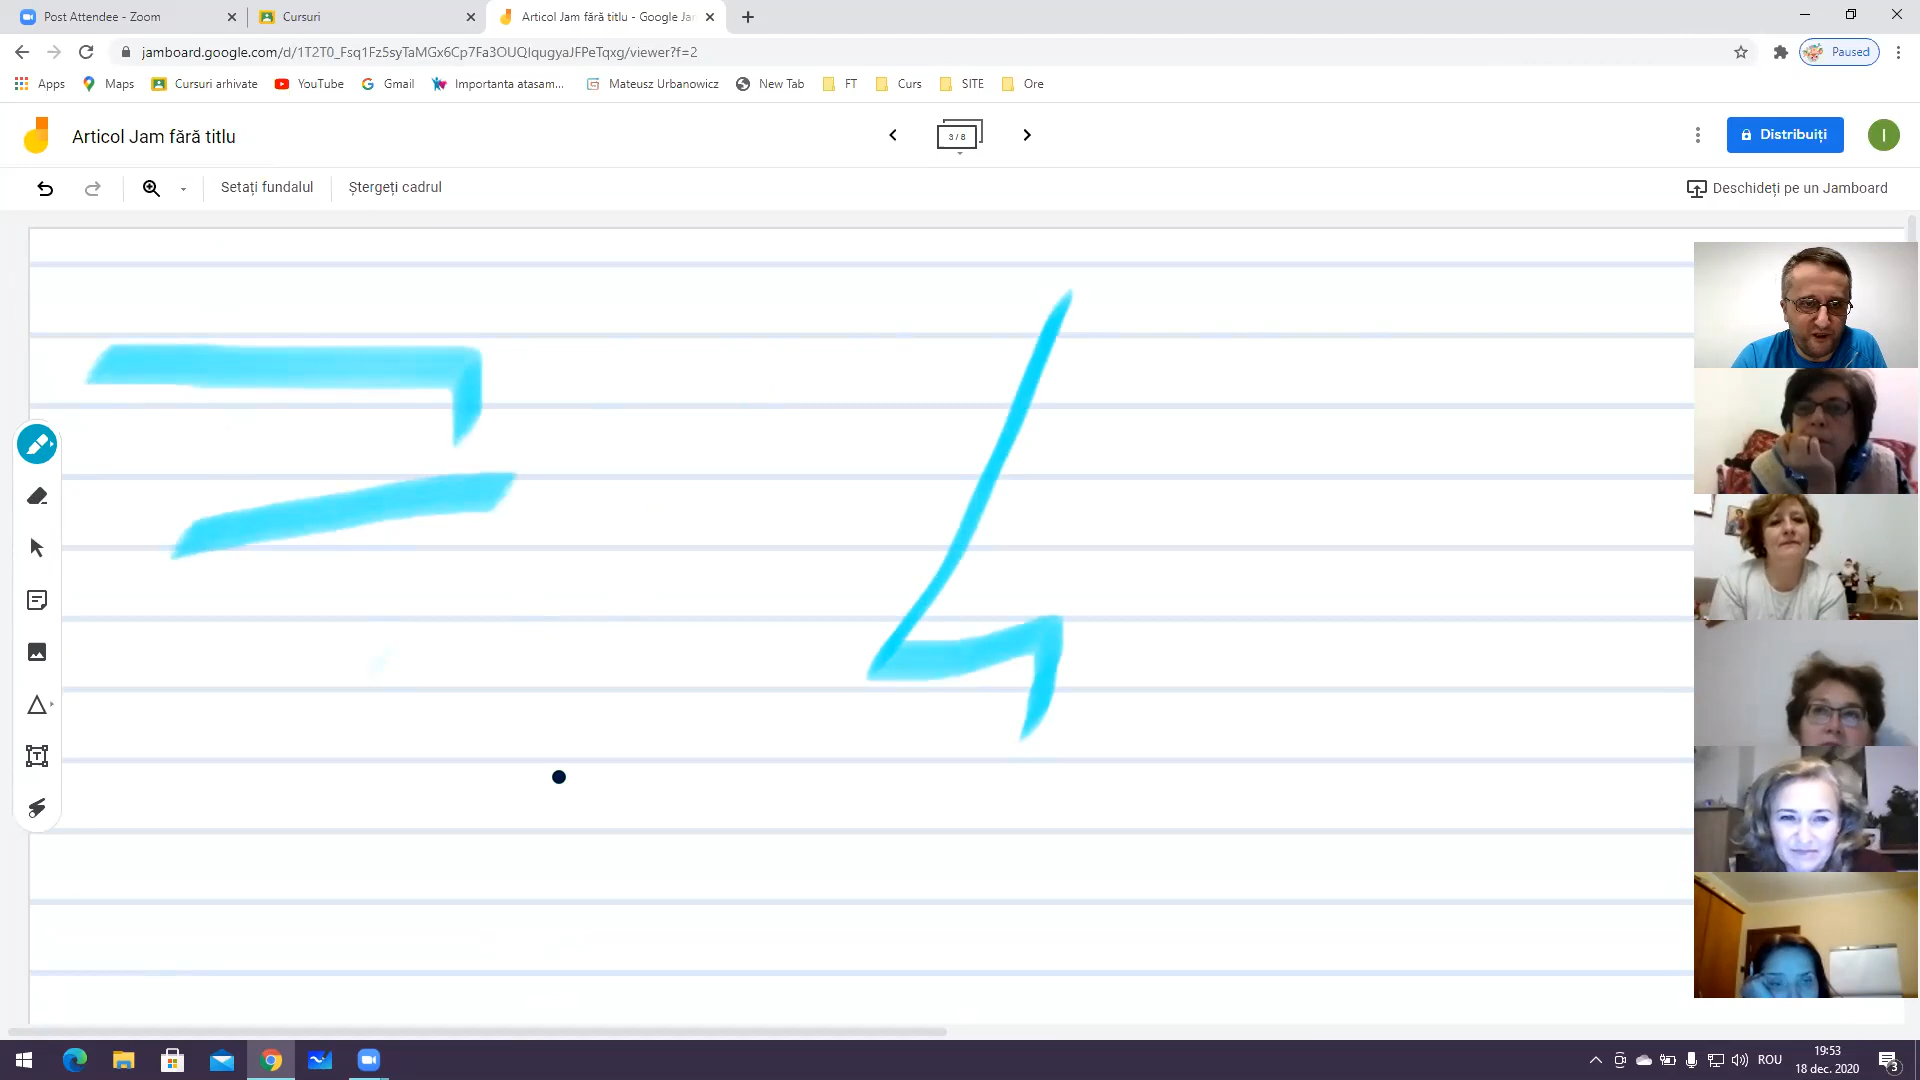 Post Attendee - Zoom
Cursuri
Articol Jam fără titlu - Google Jar
jamboard.google.com/d/1T2T0_Fsq1Fz5syTaMGx6Cp7Fa3OUQIqugyaJFPeTqxg/viewer?f=2
Paused
Apps Maps Cursuri arhivate YouTube Gmail Importanta atasam... Mateusz Urbanowicz New Tab FT Curs SITE Ore
Articol Jam fără titlu
3 / 8
Distribuiți
I
Setați fundalul
Ștergeți cadrul
Deschideți pe un Jamboard
T
ROU
19:53
18 dec. 2020
3